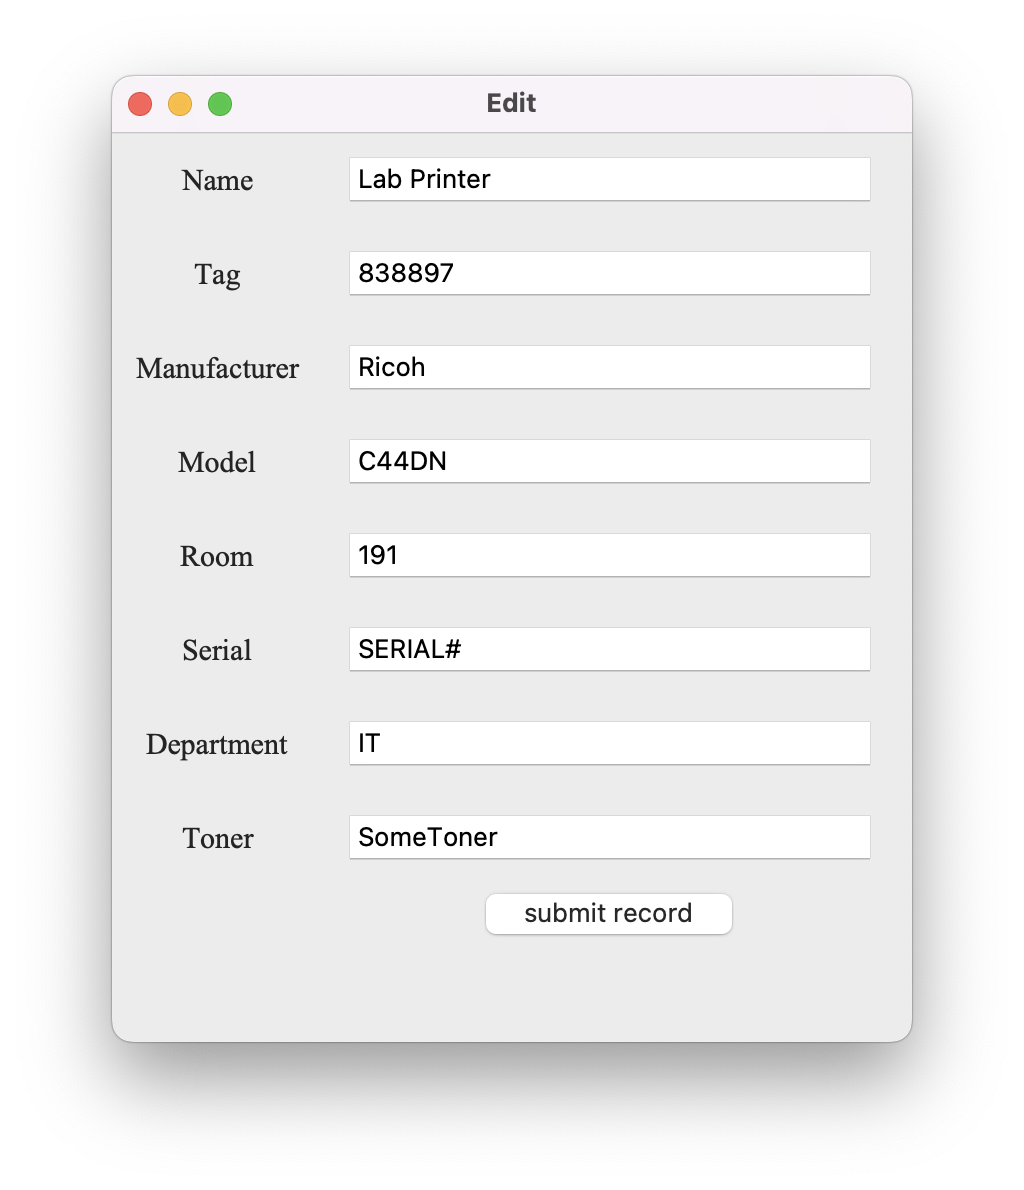 Edit
Name Lab Printer
Tag 838897
Manufacturer Ricoh
Model C44DN
Room 191
Serial SERIAL#
Department IT
Toner SomeToner
submit record